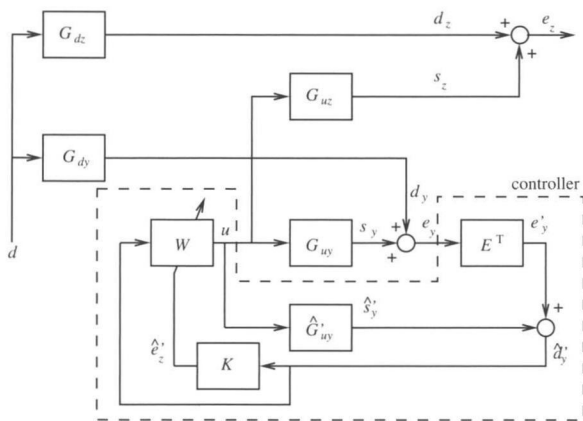 G_dz
d_z
+
e_z
+
G_uz
s_z
G_dy
d_y
controller
d
W
u
G_uy
s_y
+
+
e_y
E^T
e'_y
Ĝ'_uy
ŝ'_y
+
d̂'_y
ê'_z
K